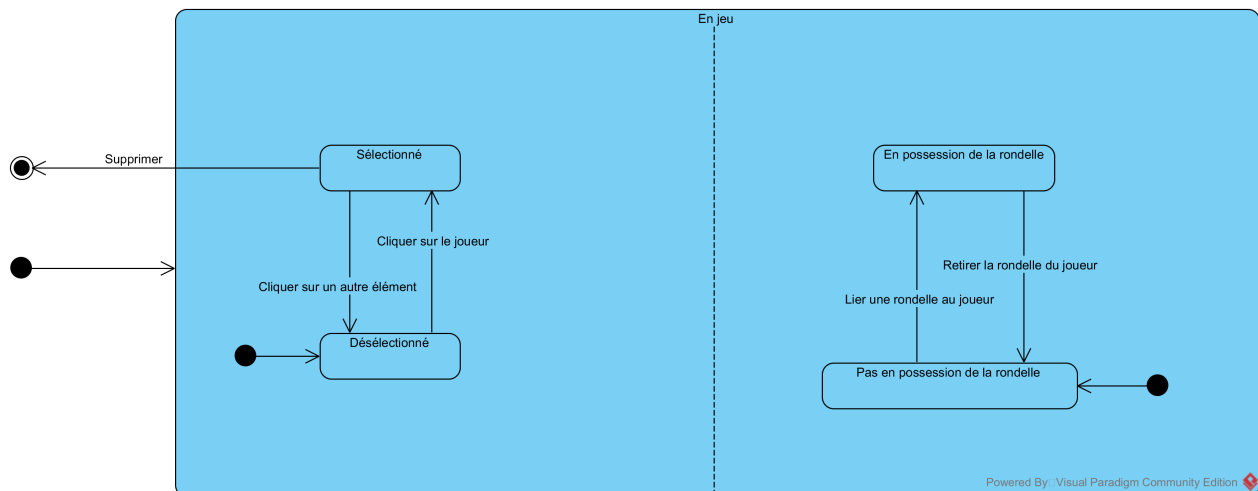 En jeu
Supprimer
Sélectionné
En possession de la rondelle
Cliquer sur le joueur
Retirer la rondelle du joueur
Cliquer sur un autre élément
Lier une rondelle au joueur
Désélectionné
Pas en possession de la rondelle
Powered By Visual Paradigm Community Edition